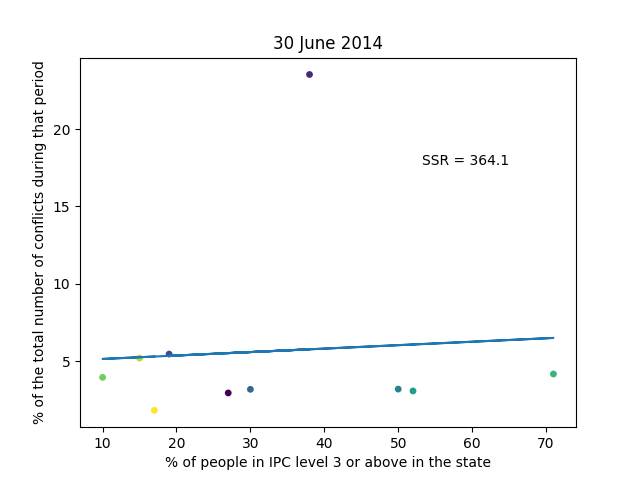 30 June 2014
% of the total number of conflicts during that period
20
15
10
5
SSR = 364.1
10 20 30 40 50 60 70
% of people in IPC level 3 or above in the state